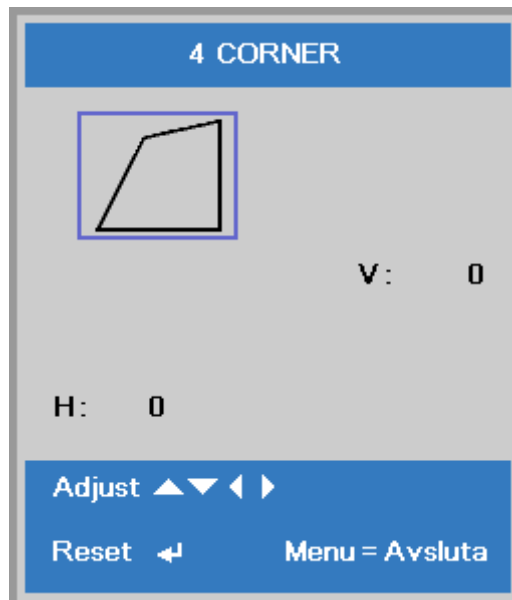 4 CORNER
V: 0
H: 0
Adjust ▲▼◀▶
Reset ↵ Menu = Avsluta